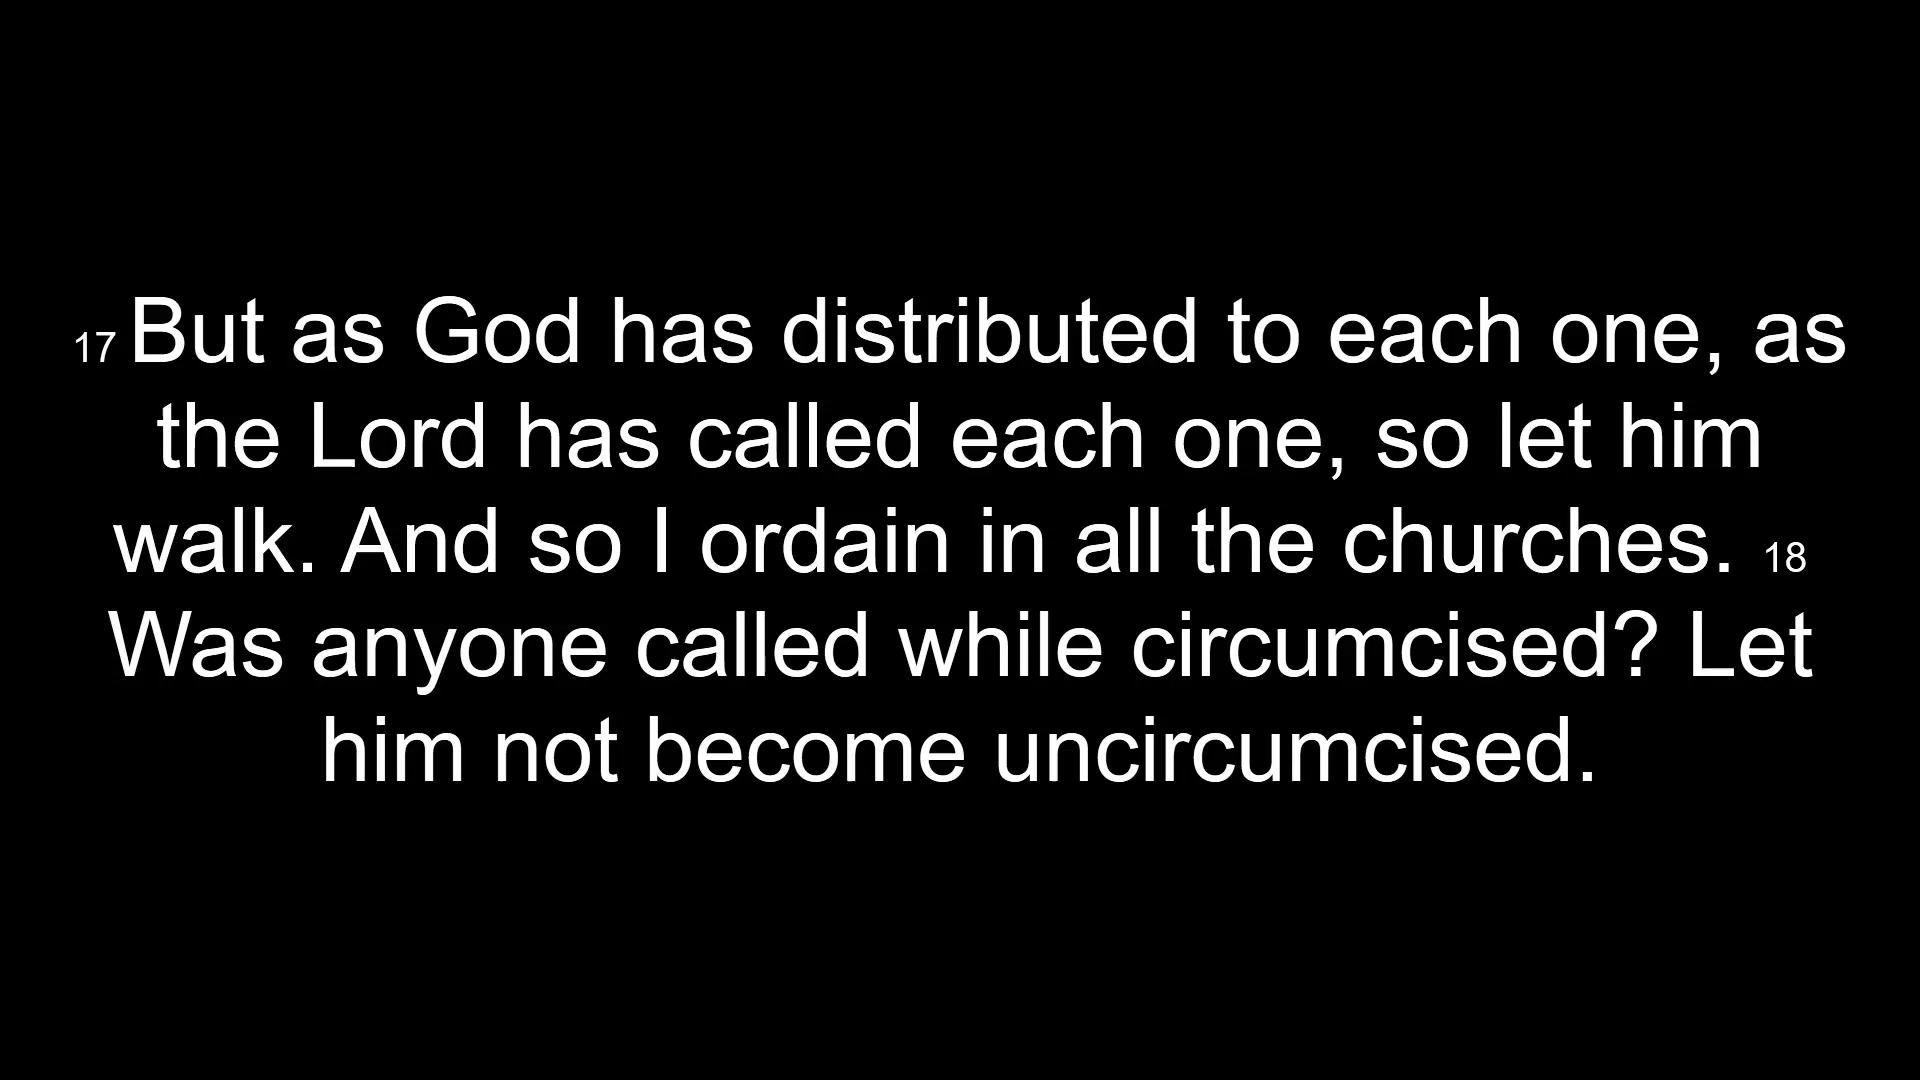 17 But as God has distributed to each one, as
the Lord has called each one, so let him
walk. And so I ordain in all the churches. 18
Was anyone called while circumcised? Let
him not become uncircumcised.